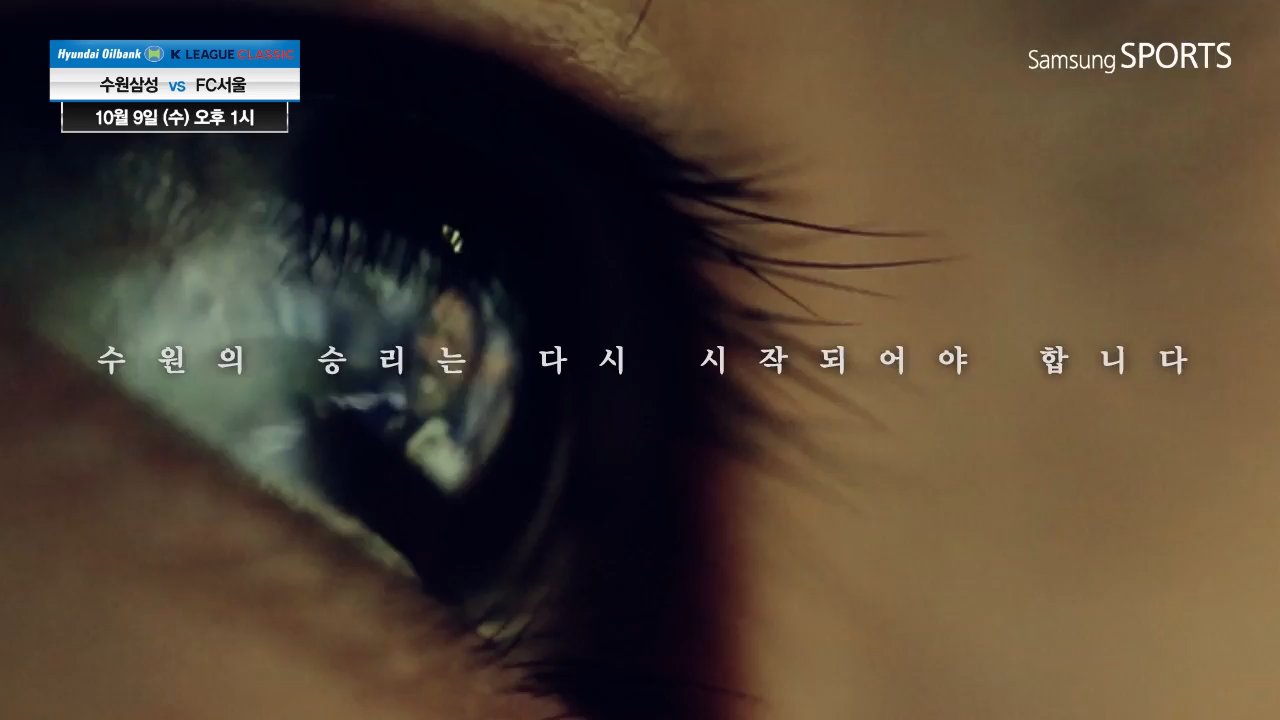 Hyundai Oilbank K LEAGUE CLASSIC
수원삼성 vs FC서울
10월 9일 (수) 오후 1시
Samsung SPORTS
수원의 승리는 다시 시작되어야 합니다